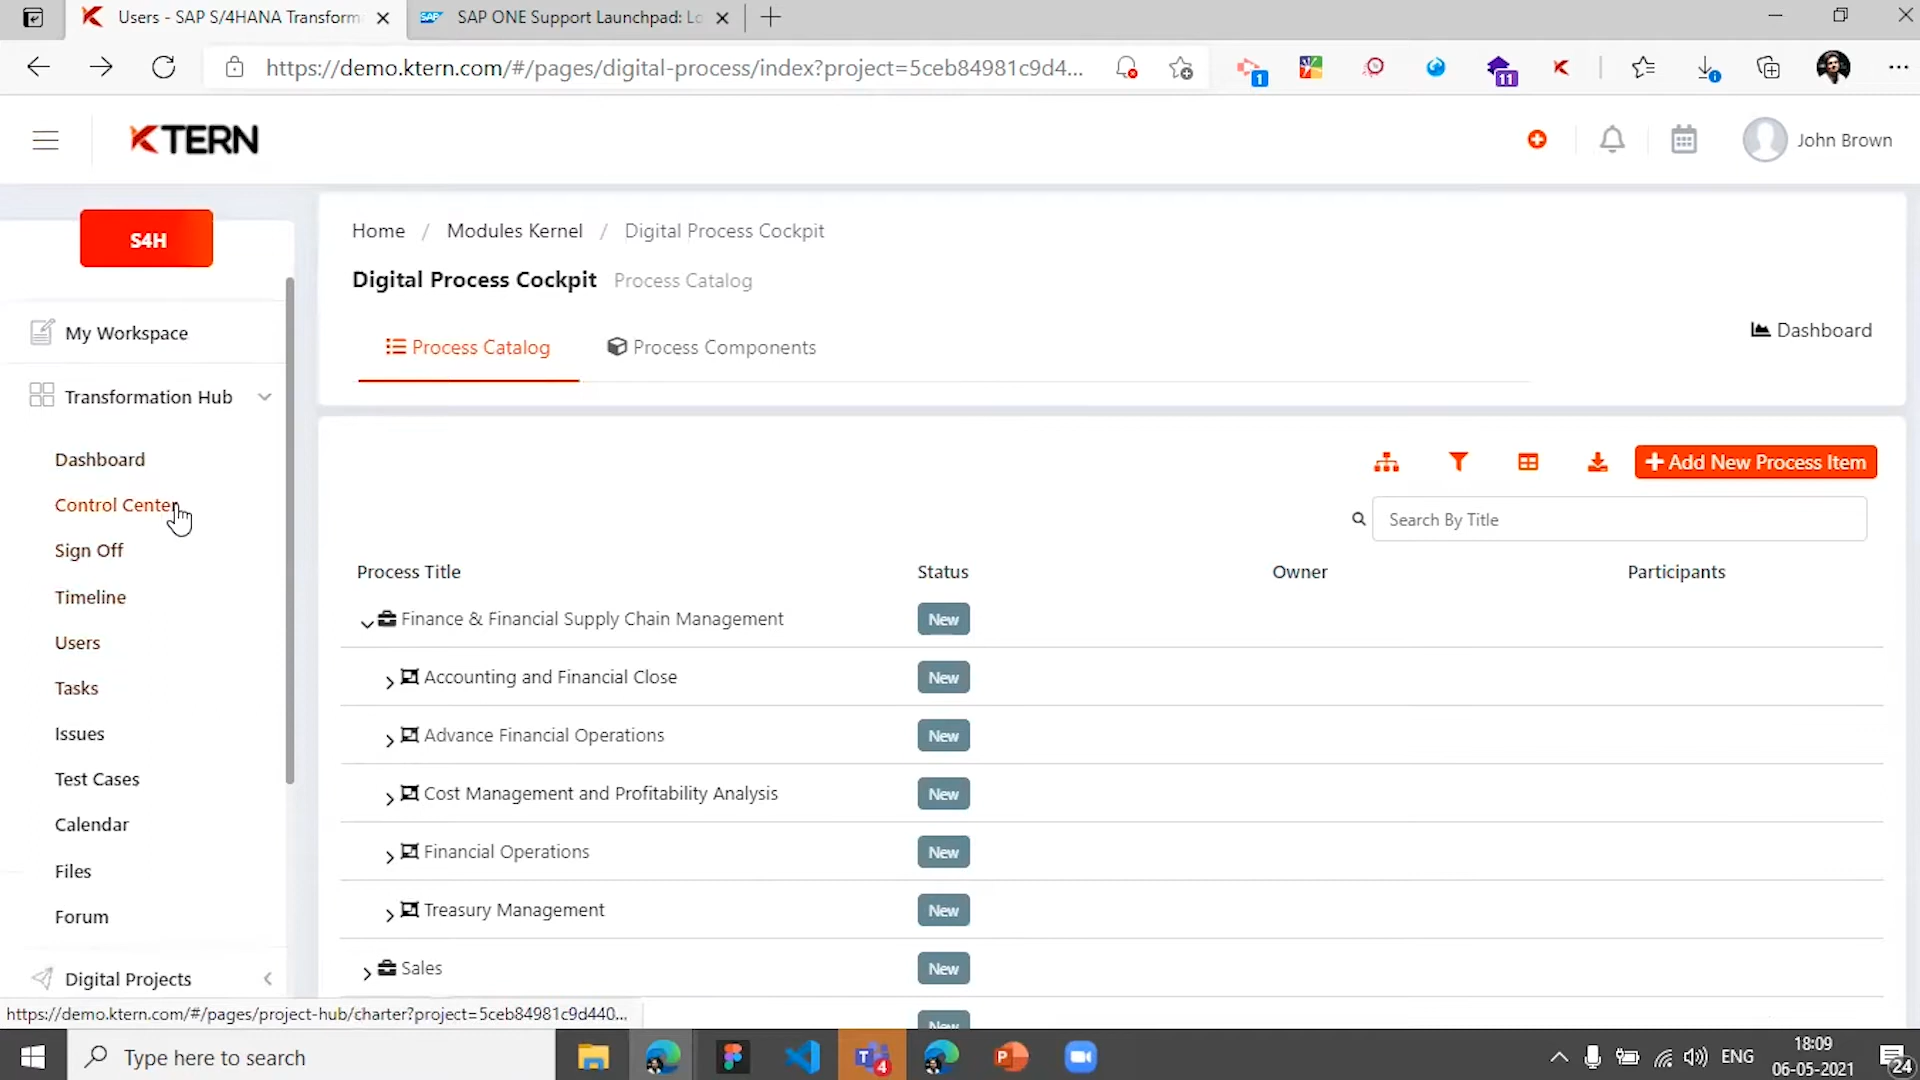 Users - SAP S/4HANA Transform
SAP SAP ONE Support Launchpad: Lo
https://demo.ktern.com/#/pages/digital-process/index?project=5ceb84981c9d4...
1
11
KTERN
John Brown
S4H
My Workspace
Transformation Hub
Dashboard
Control Center
Sign Off
Timeline
Users
Tasks
Issues
Test Cases
Calendar
Files
Forum
Digital Projects
Home / Modules Kernel / Digital Process Cockpit
Digital Process Cockpit Process Catalog
Process Catalog Process Components
Dashboard
Add New Process Item
Search By Title
Process Title Status Owner Participants
Finance & Financial Supply Chain Management New
Accounting and Financial Close New
Advance Financial Operations New
Cost Management and Profitability Analysis New
Financial Operations New
Treasury Management New
Sales New
New
https://demo.ktern.com/#/pages/project-hub/charter?project=5ceb84981c9d440...
Type here to search
4
ENG
18:09
06-05-2021
24